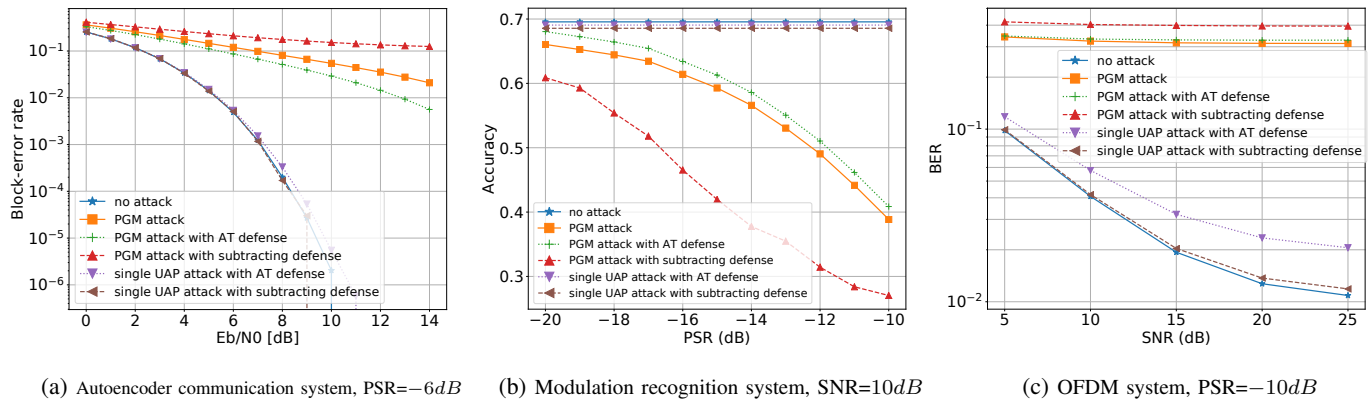 10⁻¹
10⁻²
10⁻³
10⁻⁴
10⁻⁵
10⁻⁶
Block-error rate
no attack
PGM attack
PGM attack with AT defense
PGM attack with subtracting defense
single UAP attack with AT defense
single UAP attack with subtracting defense
0 2 4 6 8 10 12 14
Eb/N0 [dB]
(a) Autoencoder communication system, PSR=−6dB
0.7
0.6
0.5
0.4
0.3
Accuracy
no attack
PGM attack
PGM attack with AT defense
PGM attack with subtracting defense
single UAP attack with AT defense
single UAP attack with subtracting defense
−20 −18 −16 −14 −12 −10
PSR (dB)
(b) Modulation recognition system, SNR=10dB
10⁻¹
10⁻²
BER
no attack
PGM attack
PGM attack with AT defense
PGM attack with subtracting defense
single UAP attack with AT defense
single UAP attack with subtracting defense
5 10 15 20 25
SNR (dB)
(c) OFDM system, PSR=−10dB